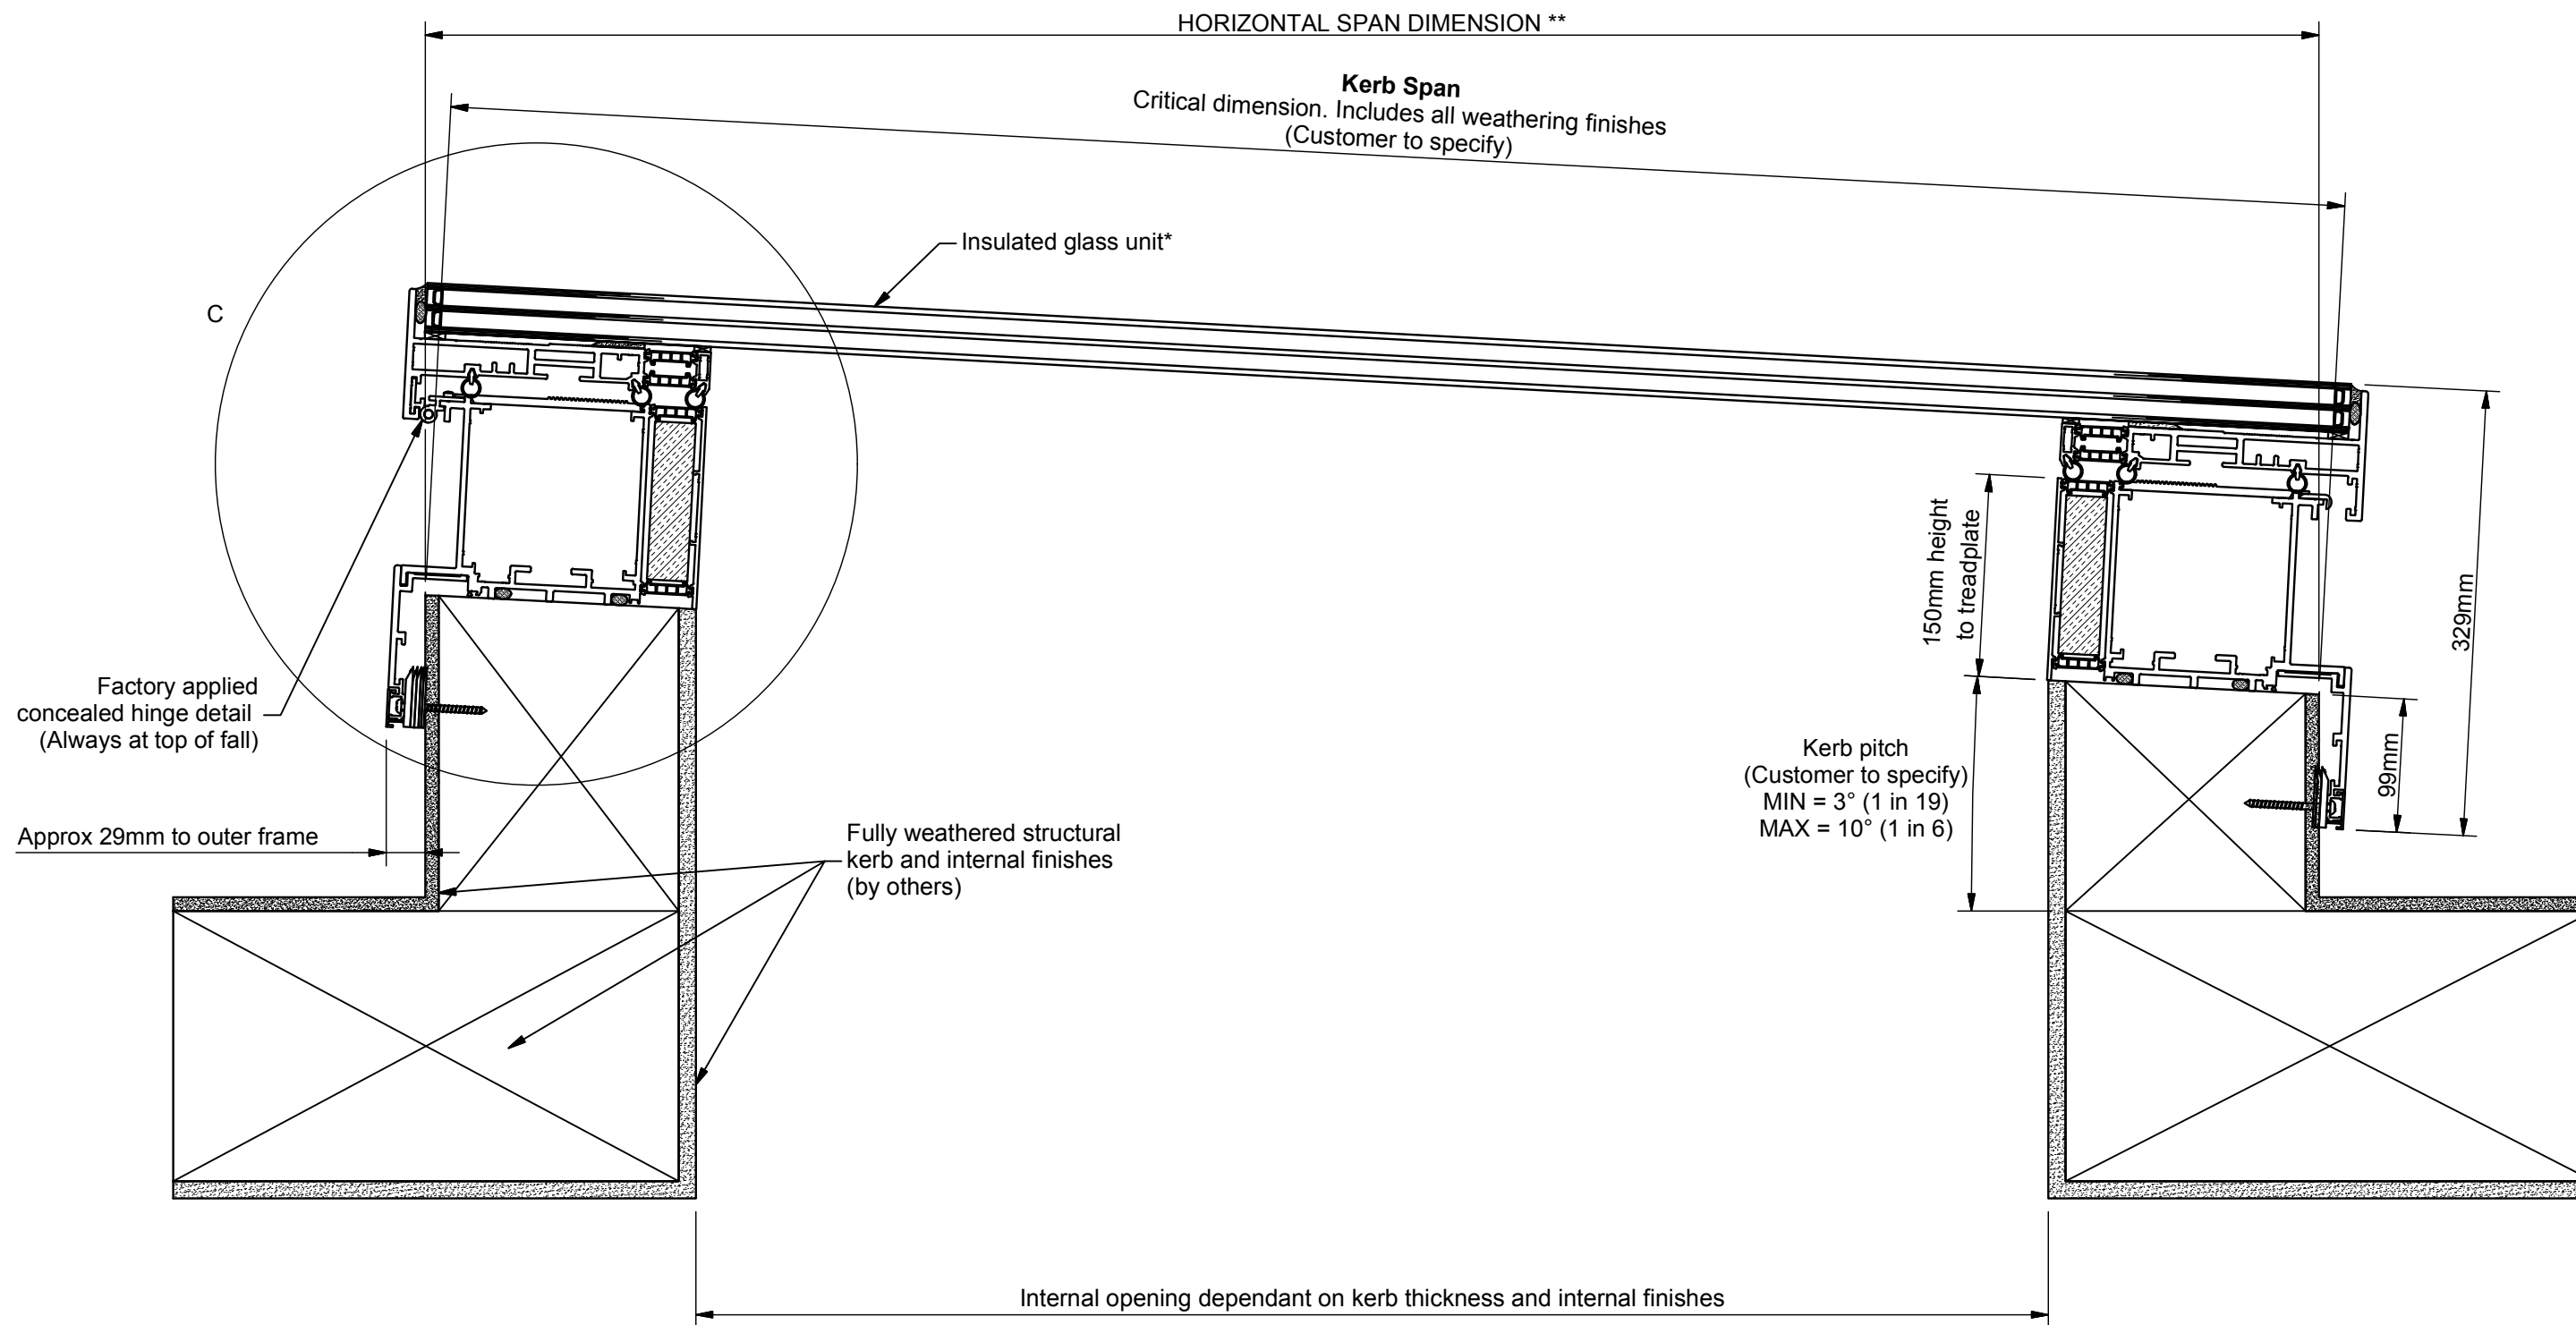 HORIZONTAL SPAN DIMENSION **
Kerb Span
Critical dimension. Includes all weathering finishes
(Customer to specify)
Insulated glass unit*
C
150mm height
to treadplate
329mm
99mm
Factory applied
concealed hinge detail
(Always at top of fall)
Kerb pitch
(Customer to specify)
MIN = 3° (1 in 19)
MAX = 10° (1 in 6)
Approx 29mm to outer frame
Fully weathered structural
kerb and internal finishes
(by others)
Internal opening dependant on kerb thickness and internal finishes